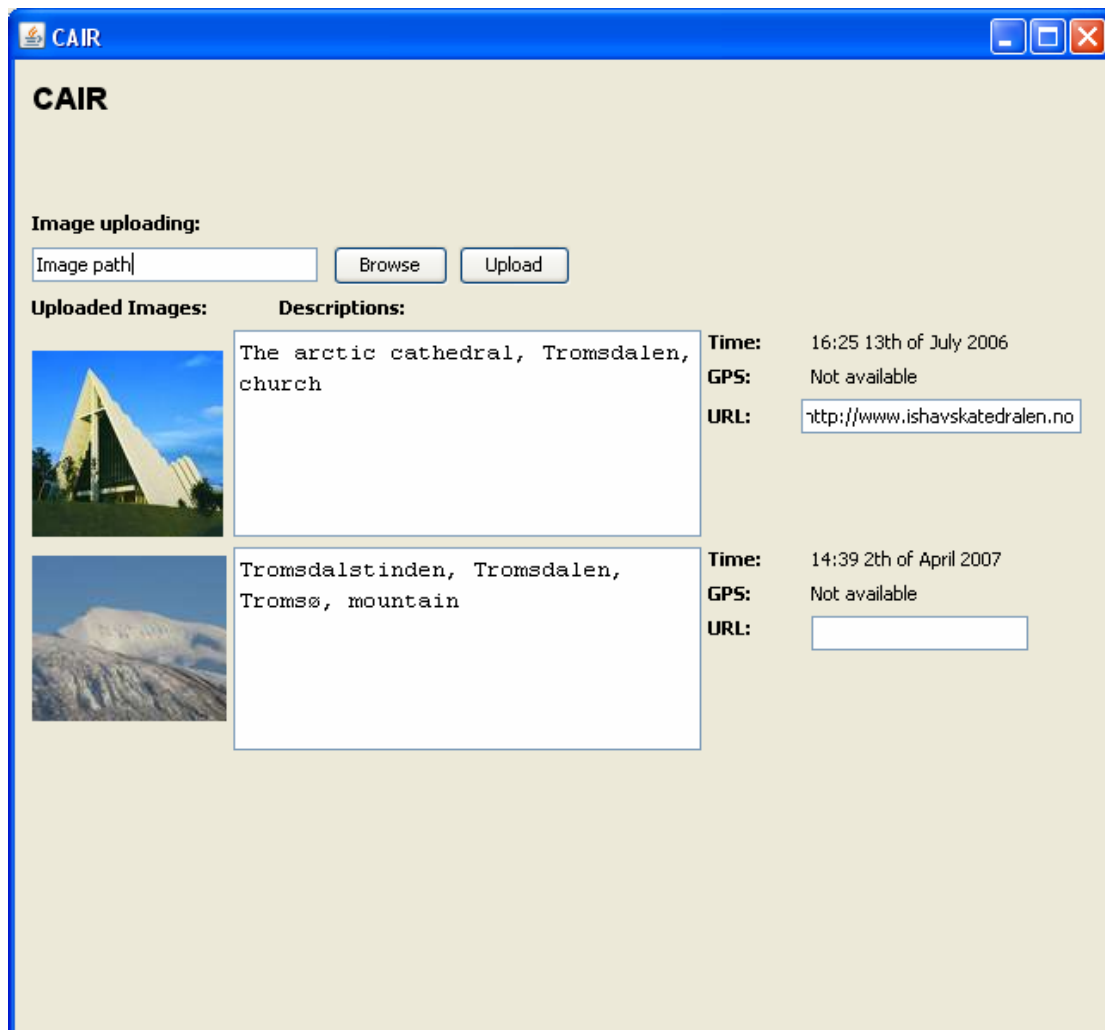 CAIR
CAIR
Image uploading:
Image path
Browse
Upload
Uploaded Images:
Descriptions:
The arctic cathedral, Tromsdalen,
church
Time: 16:25 13th of July 2006
GPS: Not available
URL: http://www.ishavskatedralen.no
Tromsdalstinden, Tromsdalen,
Tromsø, mountain
Time: 14:39 2th of April 2007
GPS: Not available
URL: